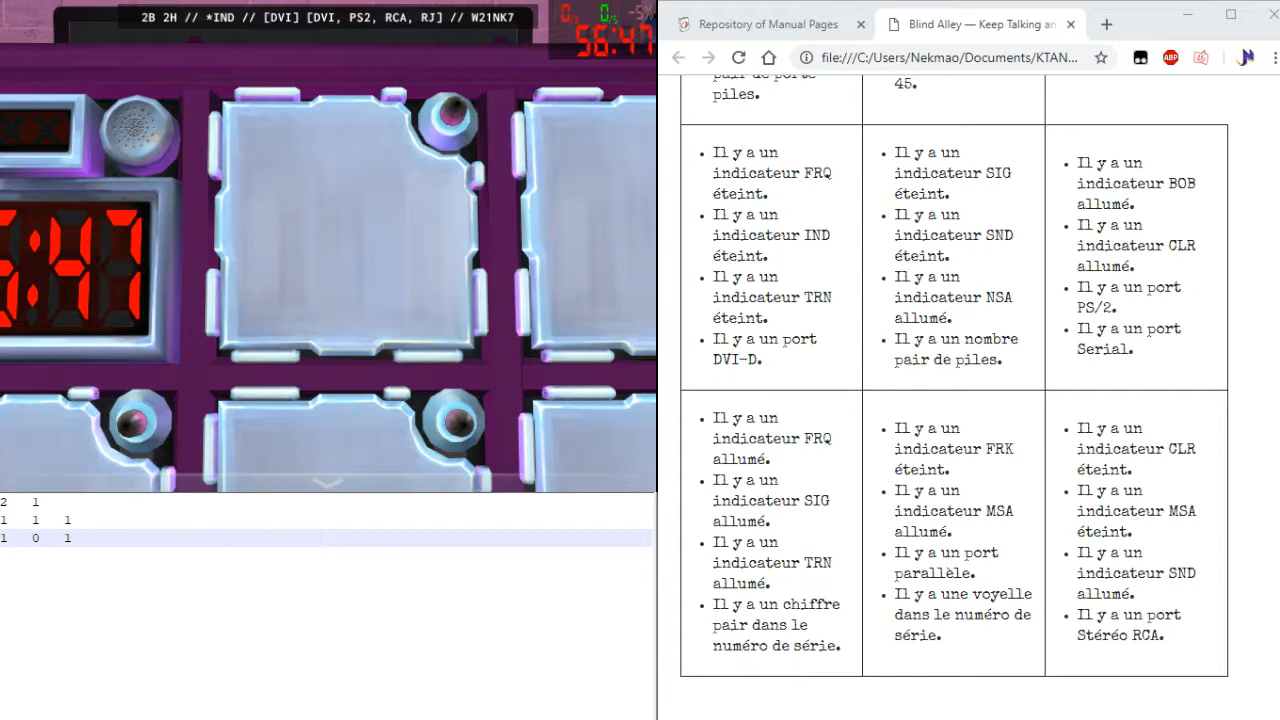 2B 2H // *IND // [DVI] [DVI, PS2, RCA, RJ] // W21NK7
0/s -5%
56:47
XX
:47
2 1
1 1 1
1 0 1
Repository of Manual Pages
Blind Alley — Keep Talking an
file:///C:/Users/Nekmao/Documents/KTAN...
ABP
pair de porte
piles.
45.
• Il y a un
indicateur FRQ
éteint.
• Il y a un
indicateur IND
éteint.
• Il y a un
indicateur TRN
éteint.
• Il y a un port
DVI-D.
• Il y a un
indicateur SIG
éteint.
• Il y a un
indicateur SND
éteint.
• Il y a un
indicateur NSA
allumé.
• Il y a un nombre
pair de piles.
• Il y a un
indicateur BOB
allumé.
• Il y a un
indicateur CLR
allumé.
• Il y a un port
PS/2.
• Il y a un port
Serial.
• Il y a un
indicateur FRQ
allumé.
• Il y a un
indicateur SIG
allumé.
• Il y a un
indicateur TRN
allumé.
• Il y a un chiffre
pair dans le
numéro de série.
• Il y a un
indicateur FRK
éteint.
• Il y a un
indicateur MSA
allumé.
• Il y a un port
parallèle.
• Il y a une voyelle
dans le numéro de
série.
• Il y a un
indicateur CLR
éteint.
• Il y a un
indicateur MSA
éteint.
• Il y a un
indicateur SND
allumé.
• Il y a un port
Stéréo RCA.